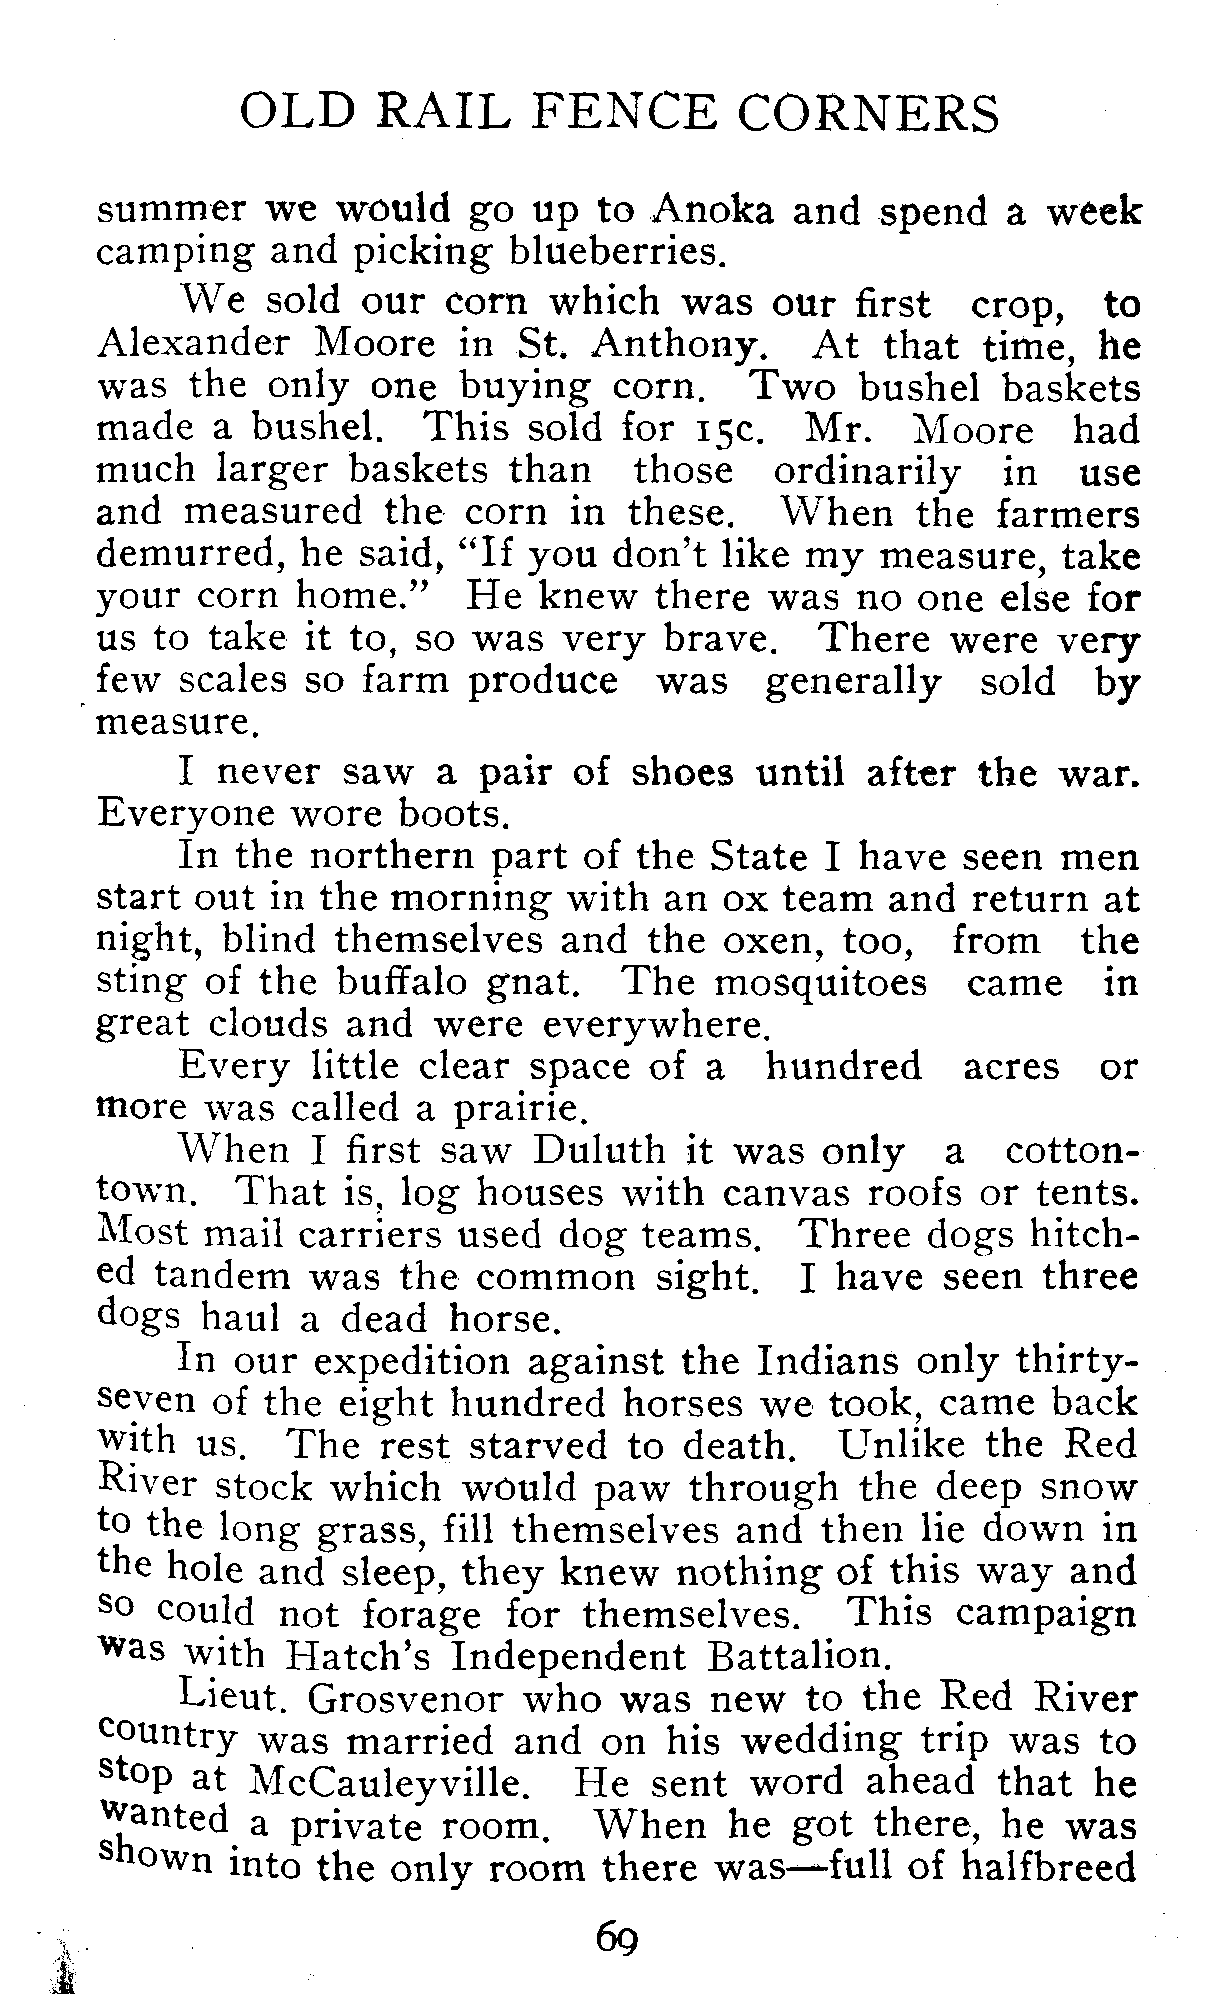 OLD RAIL FENCE CORNERS
summer we would go up to Anoka and spend a week
camping and picking blueberries.
We sold our corn which was our first crop, to
Alexander Moore in St. Anthony. At that time, he
was the only one buying corn. Two bushel baskets
made a bushel. This sold for 15c. Mr. Moore had
much larger baskets than those ordinarily in use
and measured the corn in these. When the farmers
demurred, he said, “If you don't like my measure, take
your corn home.” He knew there was no one else for
us to take it to, so was very brave. There were very
few scales so farm produce was generally sold by
measure.
I never saw a pair of shoes until after the war.
Everyone wore boots.
In the northern part of the State I have seen men
start out in the morning with an ox team and return at
night, blind themselves and the oxen, too, from the
sting of the buffalo gnat. The mosquitoes came in
great clouds and were everywhere.
Every little clear space of a hundred acres or
more was called a prairie.
When I first saw Duluth it was only a cotton-
town. That is, log houses with canvas roofs or tents.
Most mail carriers used dog teams. Three dogs hitch-
ed tandem was the common sight. I have seen three
dogs haul a dead horse.
In our expedition against the Indians only thirty-
seven of the eight hundred horses we took, came back
with us. The rest starved to death. Unlike the Red
River stock which would paw through the deep snow
to the long grass, fill themselves and then lie down in
the hole and sleep, they knew nothing of this way and
so could not forage for themselves. This campaign
was with Hatch's Independent Battalion.
Lieut. Grosvenor who was new to the Red River
country was married and on his wedding trip was to
stop at McCauleyville. He sent word ahead that he
wanted a private room. When he got there, he was
shown into the only room there was—full of halfbreed
69